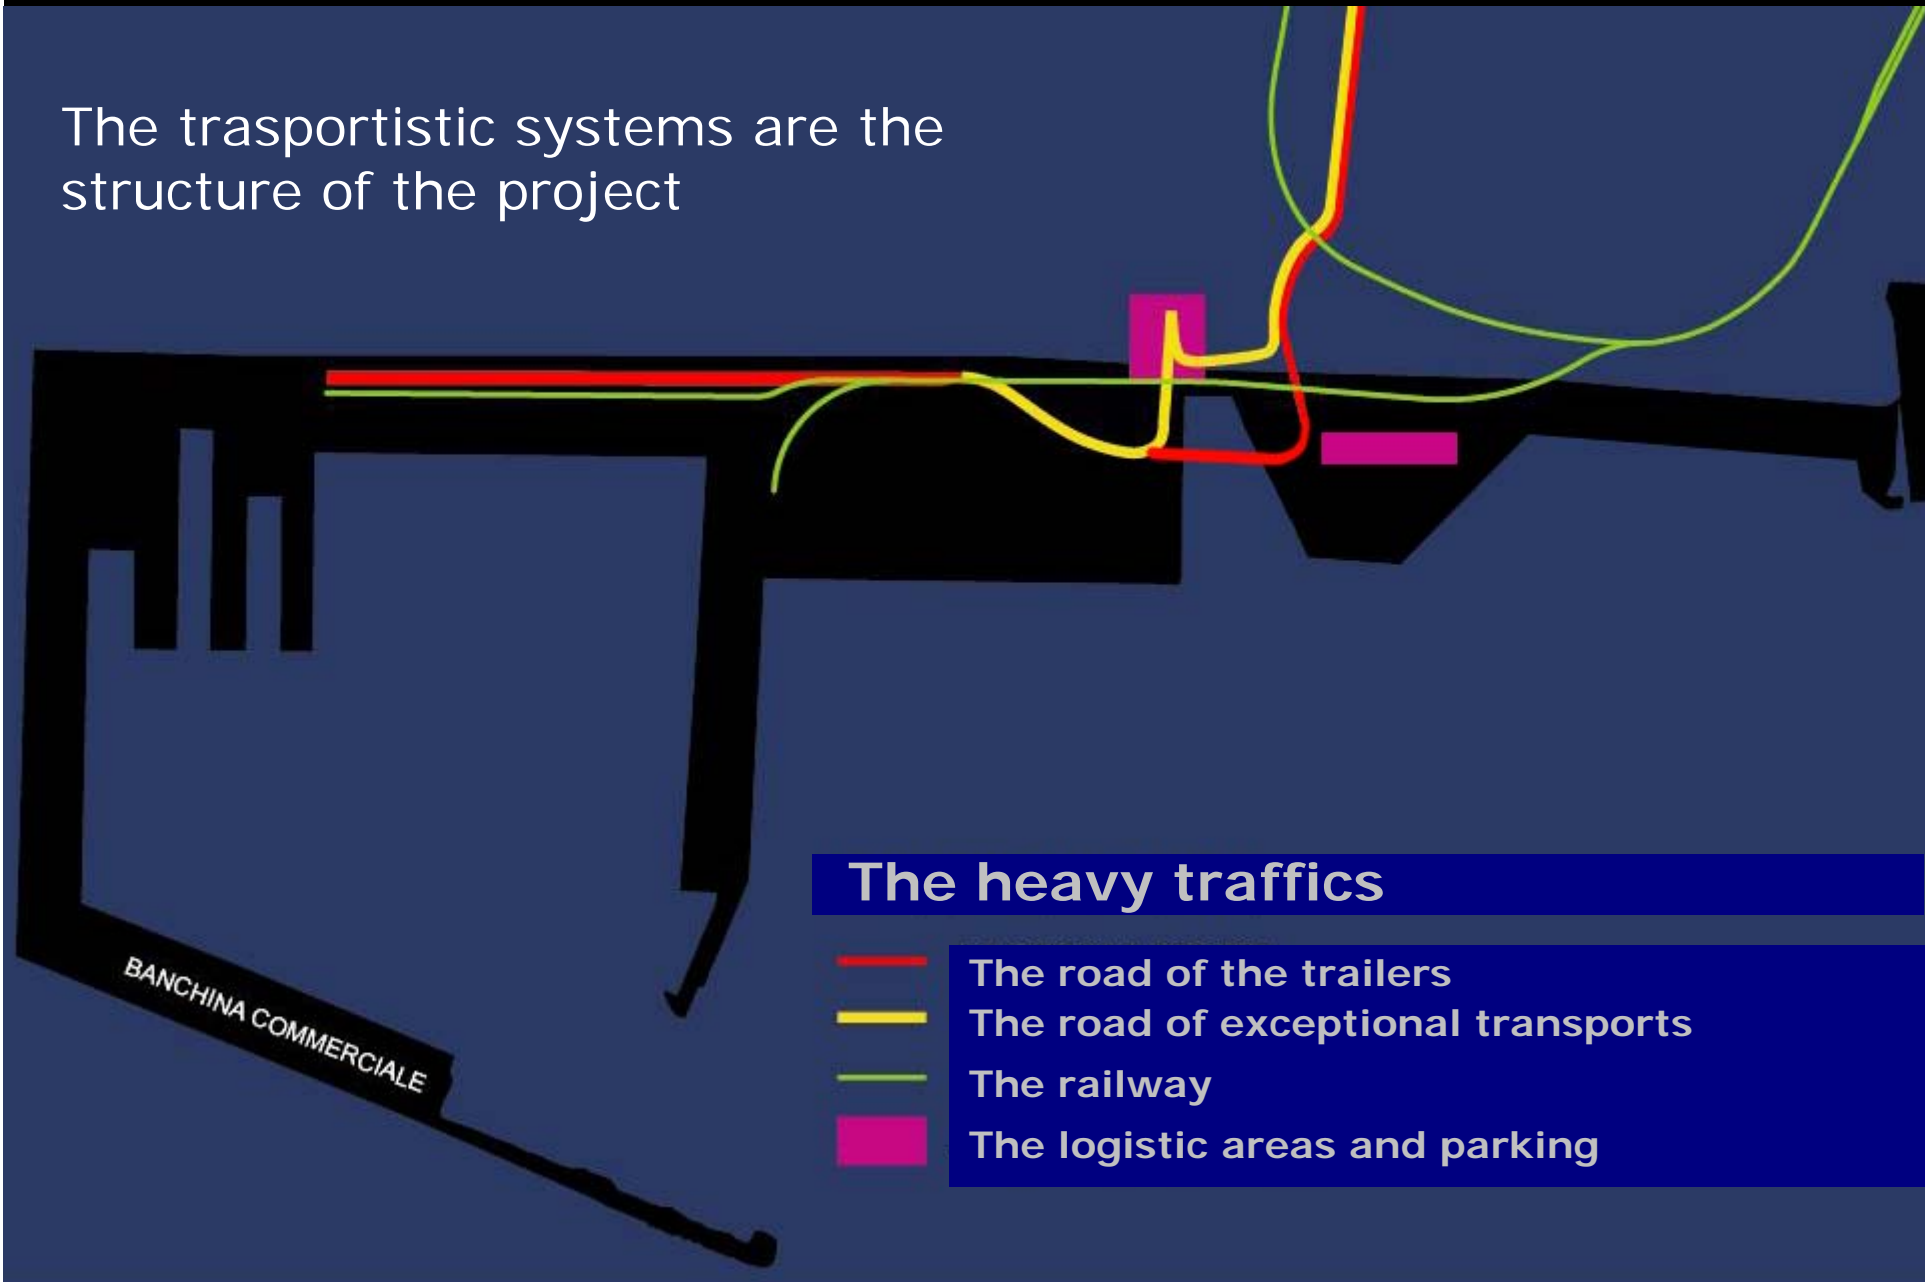 The trasportistic systems are the
structure of the project
BANCHINA COMMERCIALE
The heavy traffics
The road of the trailers
The road of exceptional transports
The railway
The logistic areas and parking